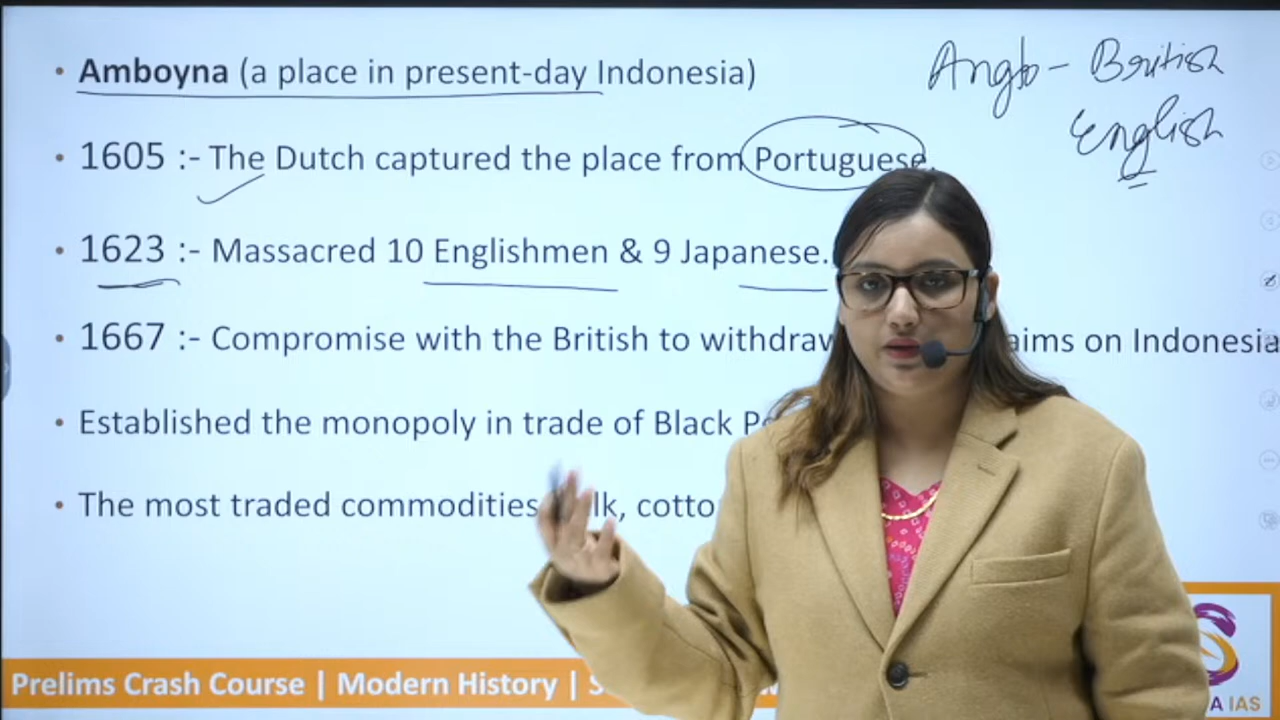 • Amboyna (a place in present-day Indonesia)
Anglo - British
English
• 1605 :- The Dutch captured the place from Portuguese.
• 1623 :- Massacred 10 Englishmen & 9 Japanese.
• 1667 :- Compromise with the British to withdraw aims on Indonesia
• Established the monopoly in trade of Black
• The most traded commodities lk, cotto
Prelims Crash Course | Modern History |
A IAS